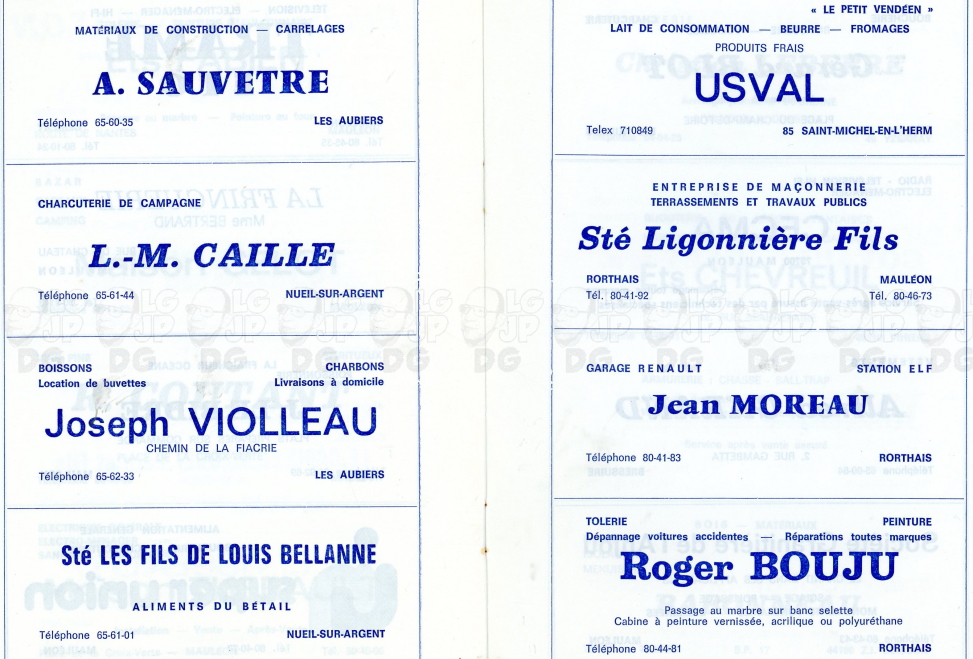 MATÉRIAUX DE CONSTRUCTION — CARRELAGES
A. SAUVETRE
Téléphone 65-60-35 LES AUBIERS
CHARCUTERIE DE CAMPAGNE
L.-M. CAILLE
Téléphone 65-61-44 NUEIL-SUR-ARGENT
BOISSONS CHARBONS
Location de buvettes Livraisons à domicile
Joseph VIOLLEAU
CHEMIN DE LA FIACRIE
Téléphone 65-62-33 LES AUBIERS
Sté LES FILS DE LOUIS BELLANNE
ALIMENTS DU BÉTAIL
Téléphone 65-61-01 NUEIL-SUR-ARGENT
« LE PETIT VENDÉEN »
LAIT DE CONSOMMATION — BEURRE — FROMAGES
PRODUITS FRAIS
USVAL
Telex 710849 85 SAINT-MICHEL-EN-L'HERM
ENTREPRISE DE MAÇONNERIE
TERRASSEMENTS ET TRAVAUX PUBLICS
Sté Ligonnière Fils
RORTHAIS MAULÉON
Tél. 80-41-92 Tél. 80-46-73
GARAGE RENAULT STATION ELF
Jean MOREAU
Téléphone 80-41-83 RORTHAIS
TOLERIE PEINTURE
Dépannage voitures accidentes — Réparations toutes marques
Roger BOUJU
Passage au marbre sur banc selette
Cabine à peinture vernissée, acrilique ou polyuréthane
Téléphone 80-44-81 RORTHAIS
LGJP
DG